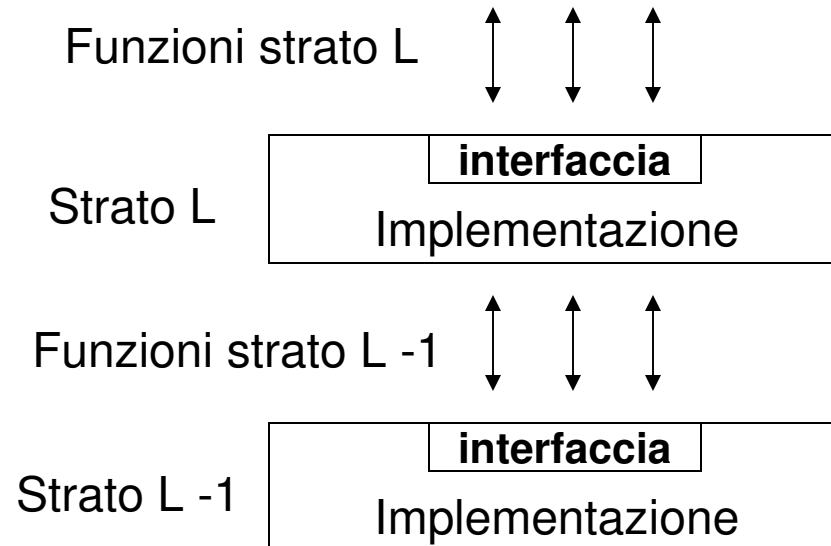 Funzioni strato L
interfaccia
Strato L
Implementazione
Funzioni strato L -1
interfaccia
Strato L -1
Implementazione